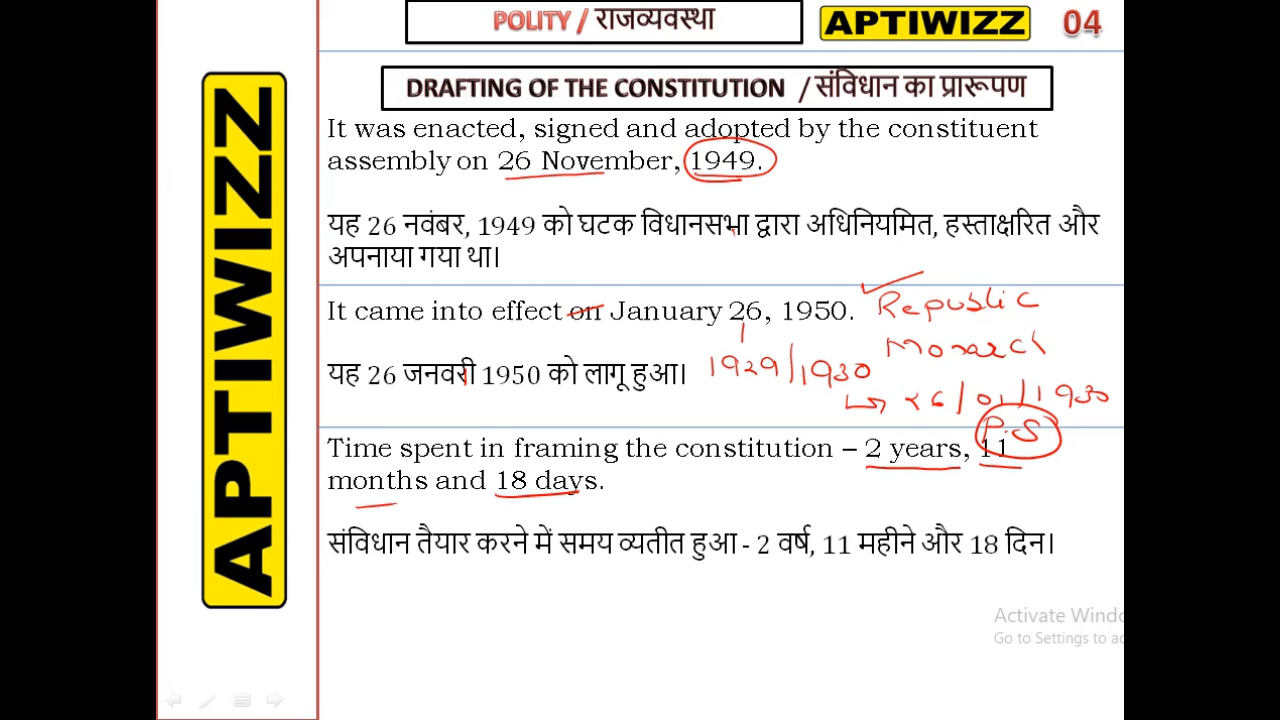 POLITY / राजव्यवस्था
APTIWIZZ
04
APTIWIZZ
DRAFTING OF THE CONSTITUTION / संविधान का प्रारूपण
It was enacted, signed and adopted by the constituent
assembly on 26 November, 1949.
यह 26 नवंबर, 1949 को घटक विधानसभा द्वारा अधिनियमित, हस्ताक्षरित और
अपनाया गया था।
It came into effect on January 26, 1950.
Republic
Monarch
यह 26 जनवरी 1950 को लागू हुआ।
1929/1930
26/01/1930
P.S
Time spent in framing the constitution – 2 years, 11
months and 18 days.
संविधान तैयार करने में समय व्यतीत हुआ - 2 वर्ष, 11 महीने और 18 दिन।
Activate Windo
Go to Settings to ac